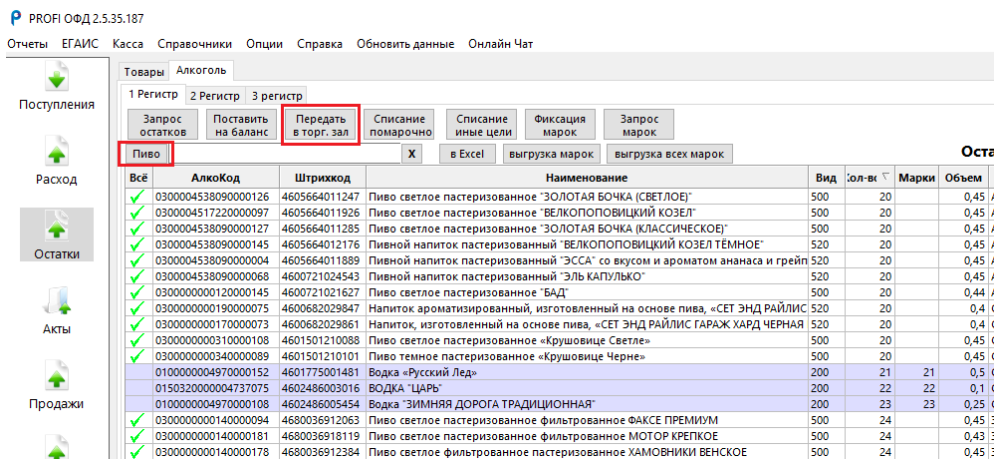 PROFI ОФД 2.5.35.187
Отчеты ЕГАИС Касса Справочники Опции Справка Обновить данные Онлайн Чат
Поступления
Расход
Остатки
Акты
Продажи
Товары Алкоголь
1 Регистр 2 Регистр 3 регистр
Запрос остатков Поставить на баланс Передать в торг. зал Списание помарочно Списание иные цели Фиксация марок Запрос марок
Пиво X в Excel выгрузка марок выгрузка всех марок Оста
Всё АлкоКод Штрихкод Наименование Вид Кол-во Марки Объем
0300004538090000126 4605664011247 Пиво светлое пастеризованное "ЗОЛОТАЯ БОЧКА (СВЕТЛОЕ)" 500 20 0,45
0300004517220000097 4605664011926 Пиво светлое пастеризованное "ВЕЛКОПОПОВИЦКИЙ КОЗЕЛ" 500 20 0,45
0300004538090000127 4605664011285 Пиво светлое пастеризованное "ЗОЛОТАЯ БОЧКА (КЛАССИЧЕСКОЕ)" 500 20 0,45
0300004538090000145 4605664012176 Пивной напиток пастеризованный "ВЕЛКОПОПОВИЦКИЙ КОЗЕЛ ТЁМНОЕ" 520 20 0,45
0300004538090000004 4605664011889 Пивной напиток пастеризованный "ЭССА" со вкусом и ароматом ананаса и грейп 520 20 0,45
0300004538090000068 4600721024543 Пивной напиток пастеризованный "ЭЛЬ КАПУЛЬКО" 520 20 0,45
0300000000120000145 4600721021627 Пиво светлое пастеризованное "БАД" 500 20 0,44
0300000000190000075 4600682029847 Напиток ароматизированный, изготовленный на основе пива, «СЕТ ЭНД РАЙЛИС 520 20 0,4
0300000000170000073 4600682029861 Напиток, изготовленный на основе пива, «СЕТ ЭНД РАЙЛИС ГАРАЖ ХАРД ЧЕРНАЯ 520 20 0,4
0300000000310000108 4601501210088 Пиво светлое пастеризованное «Крушовице Светле» 500 20 0,45
0300000000340000089 4601501210101 Пиво темное пастеризованное «Крушовице Черне» 500 20 0,45
0100000004970000152 4601775001481 Водка «Русский Лед» 200 21 21 0,5
0150320000004737075 4602486003016 ВОДКА "ЦАРЬ" 200 22 22 0,1
0100000004970000108 4602486005454 Водка "ЗИМНЯЯ ДОРОГА ТРАДИЦИОННАЯ" 200 23 23 0,25
0300000000140000094 4680036912063 Пиво светлое пастеризованное фильтрованное ФАКСЕ ПРЕМИУМ 500 24 0,45
0300000000140000181 4680036918119 Пиво светлое пастеризованное фильтрованное МОТОР КРЕПКОЕ 500 24 0,43
0300000000140000178 4680036912384 Пиво светлое фильтрованное пастеризованное ХАМОВНИКИ ВЕНСКОЕ 500 24 0,45